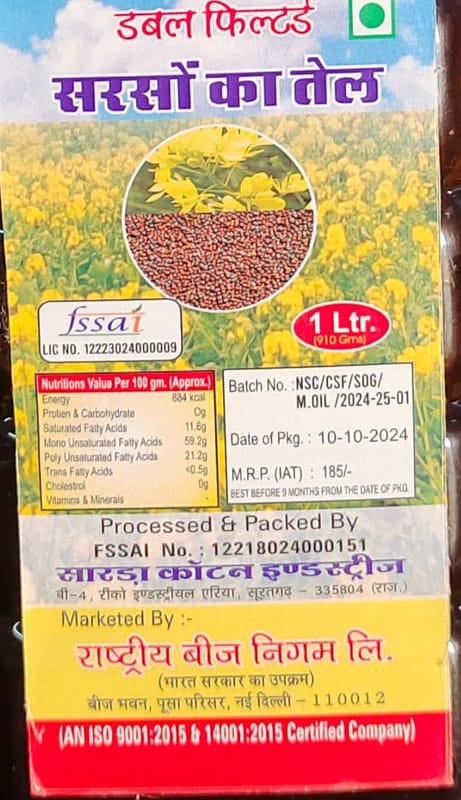 डबल फिल्टर्ड
सरसों का तेल
fssai
LIC NO. 12223024000009
1 Ltr.
(910 Gms)
Nutritions Value Per 100 gm. (Approx.)
Energy 884 kcal
Protien & Carbohydrate 0g
Saturated Fatty Acids 11.6g
Mono Unsaturated Fatty Acids 59.2g
Poly Unsaturated Fatty Acids 21.2g
Trans Fatty Acids <0.5g
Cholestrol 0g
Vitamins & Minerals -
Batch No. : NSC/CSF/SOG/
M.OIL /2024-25-01
Date of Pkg. : 10-10-2024
M.R.P. (IAT) : 185/-
BEST BEFORE 9 MONTHS FROM THE DATE OF PKG.
Processed & Packed By
FSSAI No. : 12218024000151
सारड़ा कॉटन इण्डस्ट्रीज
बी-4, रीको इण्डस्ट्रीयल एरिया, सूरतगढ़ - 335804 (राज.)
Marketed By :-
राष्ट्रीय बीज निगम लि.
(भारत सरकार का उपक्रम)
बीज भवन, पूसा परिसर, नई दिल्ली - 110012
(AN ISO 9001:2015 & 14001:2015 Certified Company)